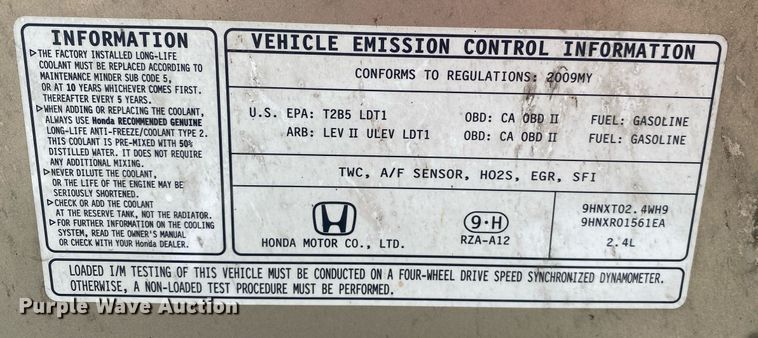 INFORMATION
▷THE FACTORY INSTALLED LONG-LIFE
COOLANT MUST BE REPLACED ACCORDING TO
MAINTENANCE MINDER SUB CODE 5,
OR AT 10 YEARS WHICHEVER COMES FIRST.
THEREAFTER EVERY 5 YEARS.
▷WHEN ADDING OR REPLACING THE COOLANT,
ALWAYS USE Honda RECOMMENDED GENUINE
LONG-LIFE ANTI-FREEZE/COOLANT TYPE 2.
THIS COOLANT IS PRE-MIXED WITH 50%
DISTILLED WATER. IT DOES NOT REQUIRE
ANY ADDITIONAL MIXING.
▷NEVER DILUTE THE COOLANT,
OR THE LIFE OF THE ENGINE MAY BE
SERIOUSLY SHORTENED.
▷CHECK OR ADD THE COOLANT
AT THE RESERVE TANK, NOT THE RADIATOR.
▷FOR FURTHER INFORMATION ON THE COOLING
SYSTEM, READ THE OWNER'S MANUAL
OR CHECK WITH YOUR Honda DEALER.
VEHICLE EMISSION CONTROL INFORMATION
CONFORMS TO REGULATIONS: 2009MY
U.S. EPA: T2B5 LDT1 OBD: CA OBD II FUEL: GASOLINE
ARB: LEV II ULEV LDT1 OBD: CA OBD II FUEL: GASOLINE
TWC, A/F SENSOR, HO2S, EGR, SFI
HONDA MOTOR CO., LTD.
9·H
RZA-A12
9HNXT02.4WH9
9HNXR0156IEA
2.4L
LOADED I/M TESTING OF THIS VEHICLE MUST BE CONDUCTED ON A FOUR-WHEEL DRIVE SPEED SYNCHRONIZED DYNAMOMETER.
OTHERWISE, A NON-LOADED TEST PROCEDURE MUST BE PERFORMED.
Purple Wave Auction